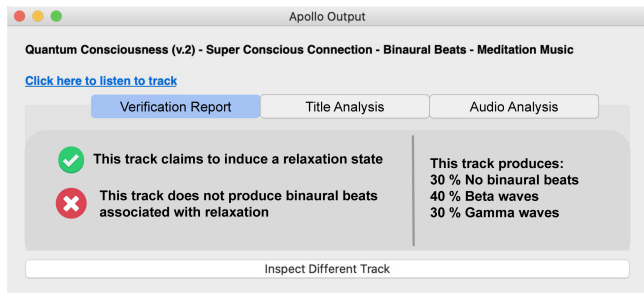 Apollo Output
Quantum Consciousness (v.2) - Super Conscious Connection - Binaural Beats - Meditation Music
Click here to listen to track
Verification Report
Title Analysis
Audio Analysis
This track claims to induce a relaxation state
This track does not produce binaural beats
associated with relaxation
This track produces:
30 % No binaural beats
40 % Beta waves
30 % Gamma waves
Inspect Different Track